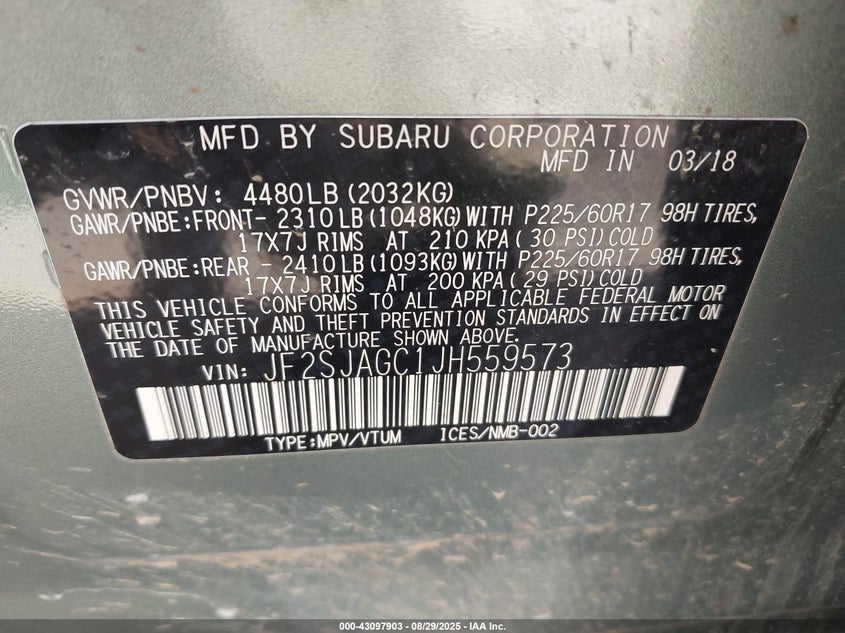 MFD BY SUBARU CORPORATION
MFD IN 03/18
GVWR/PNBV: 4480LB(2032KG)
GAWR/PNBE:FRONT- 2310LB(1048KG)WITH P225/60R17 98H TIRES,
17X7J RIMS AT 210 KPA( 30 PSI)COLD
GAWR/PNBE:REAR - 2410LB(1093KG)WITH P225/60R17 98H TIRES,
17X7J RIMS AT 200 KPA( 29 PSI)COLD
THIS VEHICLE CONFORMS TO ALL APPLICABLE FEDERAL MOTOR
VEHICLE SAFETY AND THEFT PREVENTION STANDARDS IN EFFECT ON
THE DATE OF MANUFACTURE SHOWN ABOVE.
VIN: JF2SJAGC1JH559573
TYPE:MPV/VTUM ICES/NMB-002
000-43097903 - 08/29/2025 - IAA Inc.